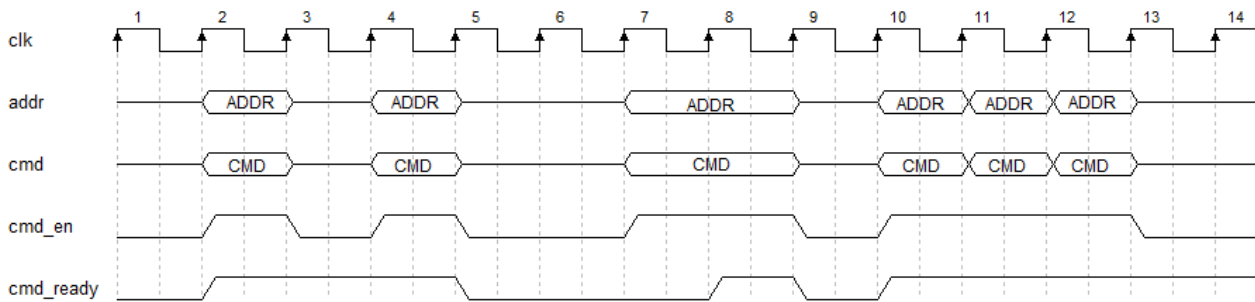 1 2 3 4 5 6 7 8 9 10 11 12 13 14
clk
addr ADDR ADDR ADDR ADDR ADDR ADDR
cmd CMD CMD CMD CMD CMD CMD
cmd_en
cmd_ready